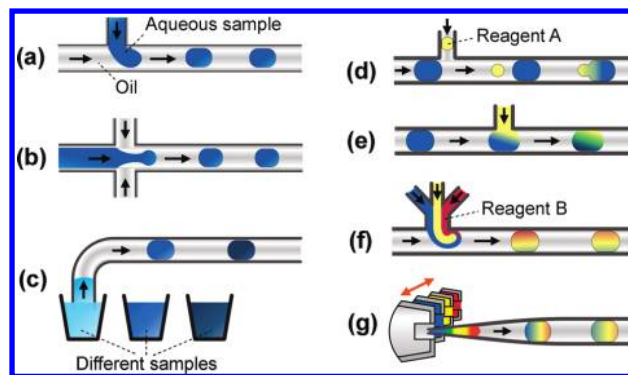 Aqueous sample
(a)
Oil
(b)
(c)
Different samples
Reagent A
(d)
(e)
(f)
Reagent B
(g)